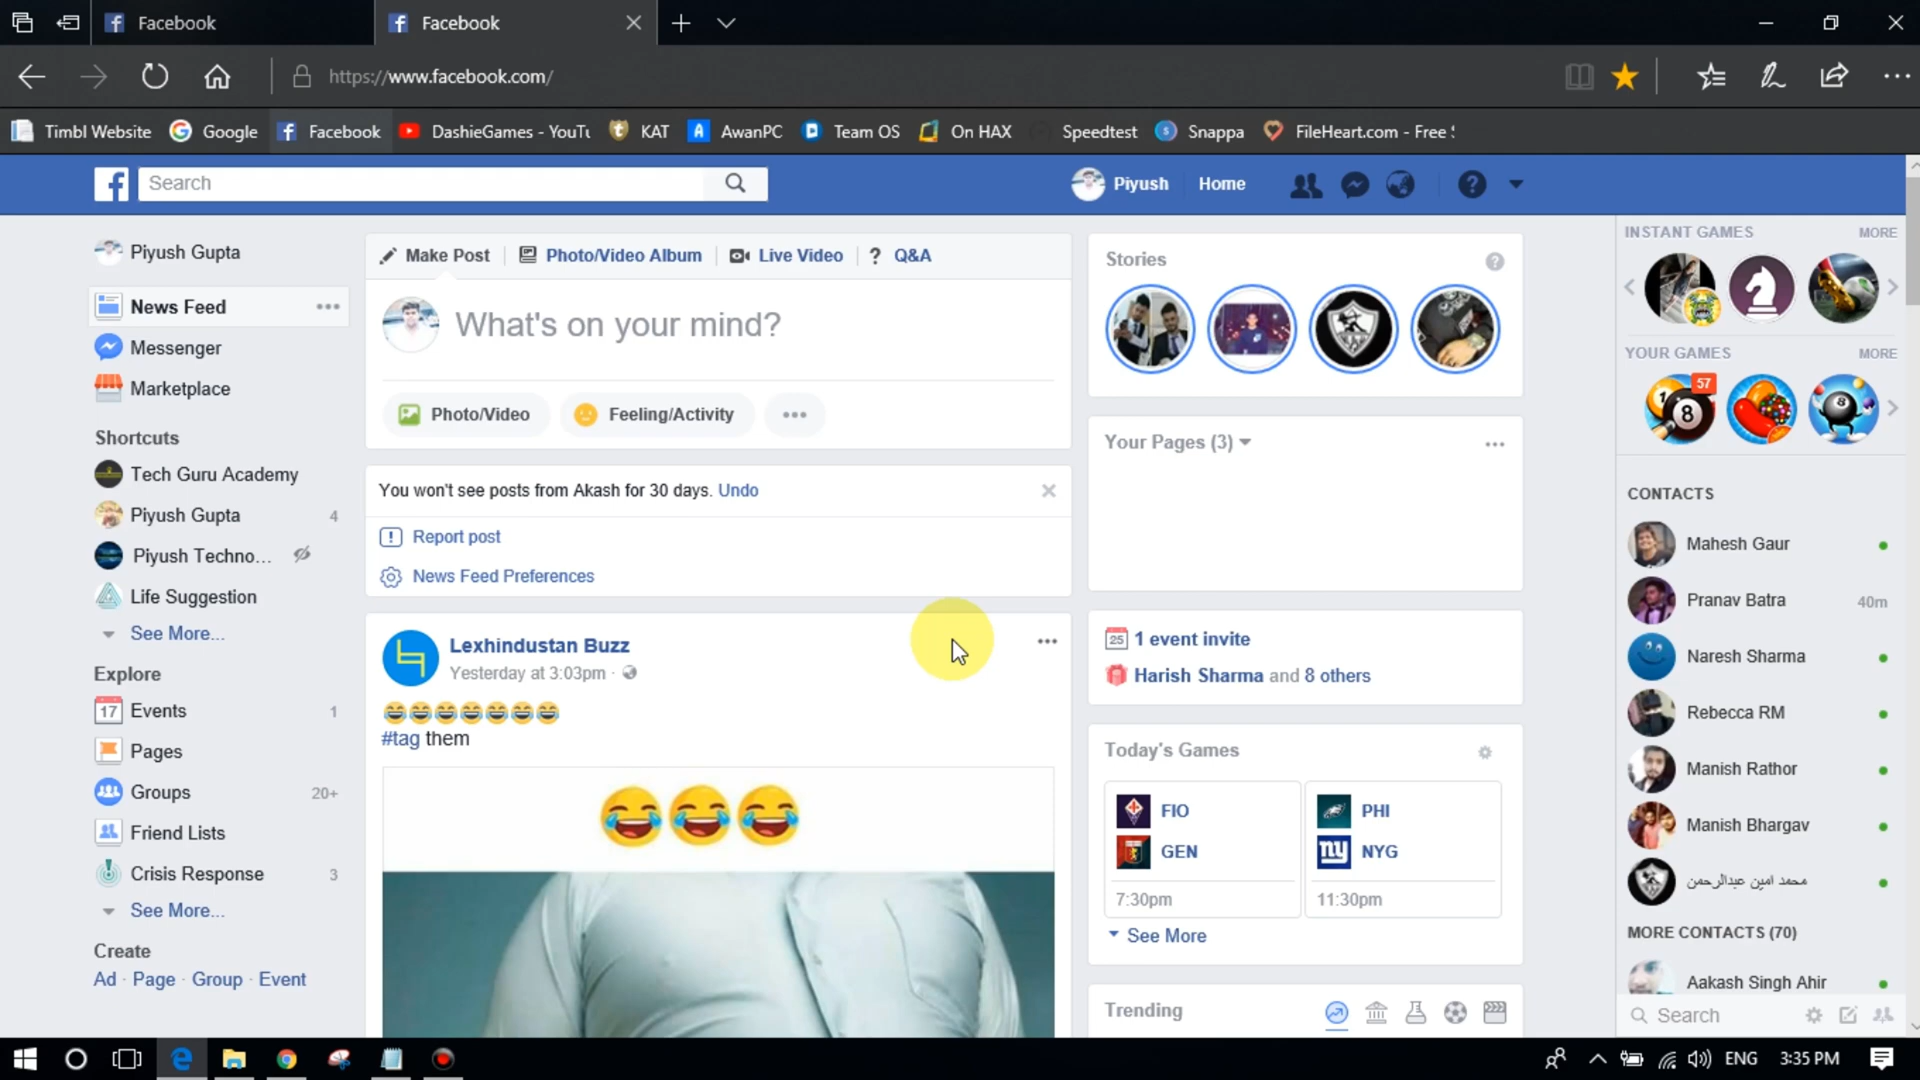 Facebook
Facebook
https://www.facebook.com/
Timbl Website
Google
Facebook
DashieGames - YouTu
KAT
AwanPC
Team OS
On HAX
Speedtest
Snappa
FileHeart.com - Free S
Search
Piyush
Home
Piyush Gupta
News Feed
Messenger
Marketplace
Shortcuts
Tech Guru Academy
Piyush Gupta 4
Piyush Techno...
Life Suggestion
See More...
Explore
17 Events 1
Pages
Groups 20+
Friend Lists
Crisis Response 3
See More...
Create
Ad · Page · Group · Event
Make Post
Photo/Video Album
Live Video
? Q&A
What's on your mind?
Photo/Video
Feeling/Activity
You won't see posts from Akash for 30 days. Undo
Report post
News Feed Preferences
Lexhindustan Buzz
Yesterday at 3:03pm ·
😂😂😂😂😂😂😂
#tag them
Stories
Your Pages (3)
25 1 event invite
Harish Sharma and 8 others
Today's Games
FIO
GEN
7:30pm
PHI
ny NYG
11:30pm
See More
Trending
INSTANT GAMES MORE
YOUR GAMES MORE
57
1
8
8
CONTACTS
Mahesh Gaur
Pranav Batra 40m
Naresh Sharma
Rebecca RM
Manish Rathor
Manish Bhargav
محمد امين عبدالرحمن
MORE CONTACTS (70)
Aakash Singh Ahir
Search
ENG
3:35 PM